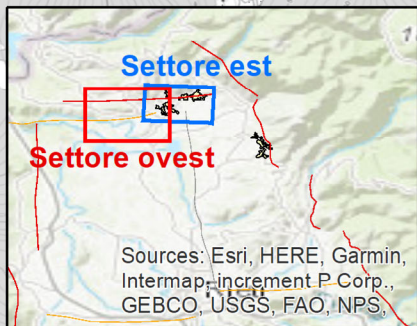 Settore est
Settore ovest
Sources: Esri, HERE, Garmin,
Intermap, increment P Corp.,
GEBCO, USGS, FAO, NPS,